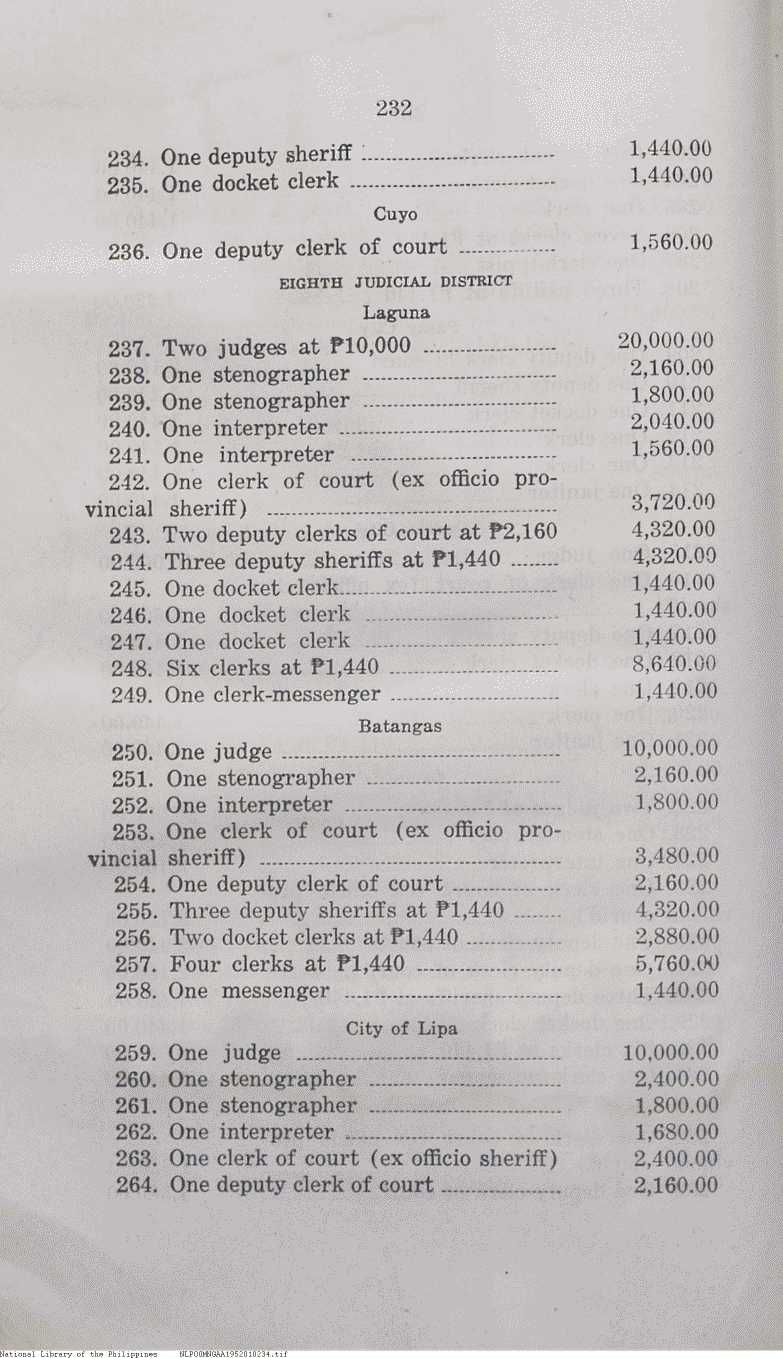 232
234. One deputy sheriff ........ 1,440.00
235. One docket clerk ........ 1,440.00
Cuyo
236. One deputy clerk of court ........ 1,560.00
EIGHTH JUDICIAL DISTRICT
Laguna
237. Two judges at ₱10,000 ........ 20,000.00
238. One stenographer ........ 2,160.00
239. One stenographer ........ 1,800.00
240. One interpreter ........ 2,040.00
241. One interpreter ........ 1,560.00
242. One clerk of court (ex officio pro-
vincial sheriff) ........ 3,720.00
243. Two deputy clerks of court at ₱2,160 4,320.00
244. Three deputy sheriffs at ₱1,440 ........ 4,320.00
245. One docket clerk ........ 1,440.00
246. One docket clerk ........ 1,440.00
247. One docket clerk ........ 1,440.00
248. Six clerks at ₱1,440 ........ 8,640.00
249. One clerk-messenger ........ 1,440.00
Batangas
250. One judge ........ 10,000.00
251. One stenographer ........ 2,160.00
252. One interpreter ........ 1,800.00
253. One clerk of court (ex officio pro-
vincial sheriff) ........ 3,480.00
254. One deputy clerk of court ........ 2,160.00
255. Three deputy sheriffs at ₱1,440 ........ 4,320.00
256. Two docket clerks at ₱1,440 ........ 2,880.00
257. Four clerks at ₱1,440 ........ 5,760.00
258. One messenger ........ 1,440.00
City of Lipa
259. One judge ........ 10,000.00
260. One stenographer ........ 2,400.00
261. One stenographer ........ 1,800.00
262. One interpreter ........ 1,680.00
263. One clerk of court (ex officio sheriff) 2,400.00
264. One deputy clerk of court ........ 2,160.00
National Library of the Philippines NLPOOMNGAA1952010234.tif